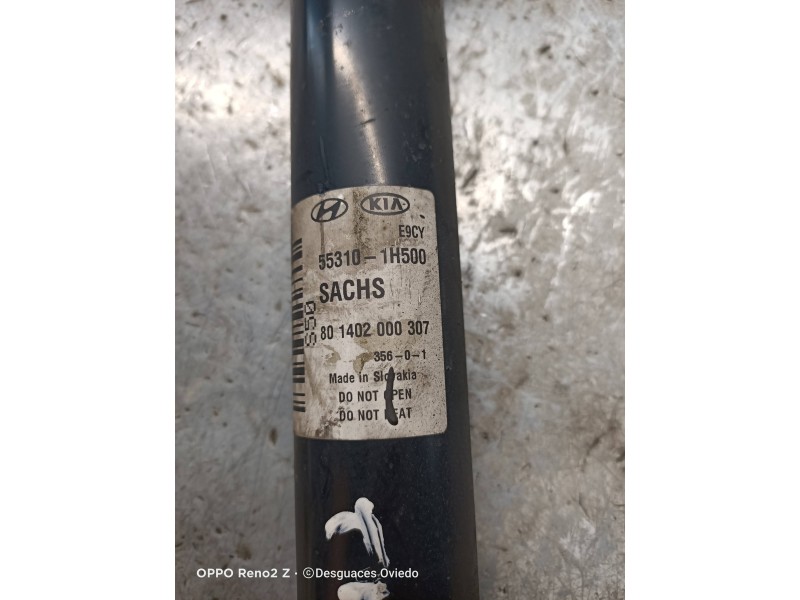 KIA
E9CY
55310-1H500
SACHS
S50
80 1402 000 307
356-0-1
Made in Slovakia
DO NOT OPEN
DO NOT HEAT
OPPO Reno2 Z • ©Desguaces Oviedo